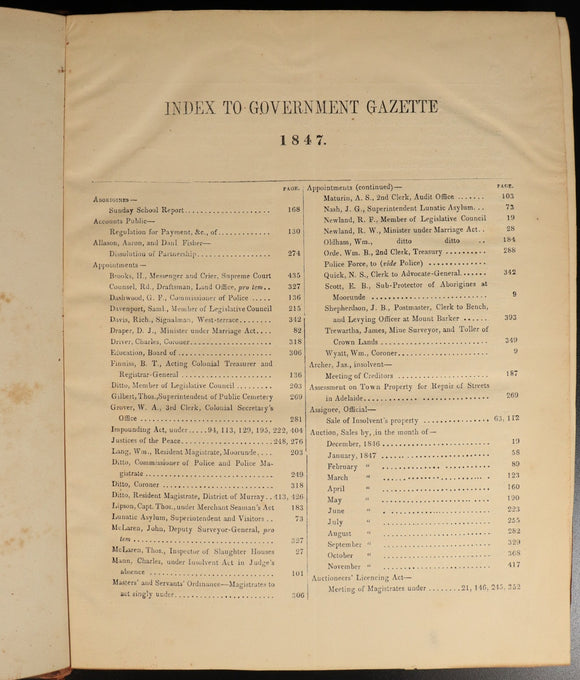 INDEX TO GOVERNMENT GAZETTE
1847.
PAGE.
ABORIGINES—
Sunday School Report 168
Accounts Public—
Regulation for Payment, &c., of 130
Allason, Aaron, and Danl Fisher—
Dissolution of Partnership 274
Appointments—
Brooks, H., Messenger and Crier, Supreme Court 435
Counsel, Rd., Draftsman, Land Office, pro tem 327
Dashwood, G. F., Commissioner of Police 136
Davenport, Saml., Member of Legislative Council 215
Davis, Rich., Signalman, West-terrace 342
Draper, D. J., Minister under Marriage Act 82
Driver, Charles, Coroner 318
Education, Board of 306
Finniss, B. T., Acting Colonial Treasurer and
Registrar-General 136
Ditto, Member of Legislative Council 203
Gilbert, Thos., Superintendent of Public Cemetery 269
Grover, W. A., 3rd Clerk, Colonial Secretary's
Office 281
Impounding Act, under 94, 113, 129, 195, 222, 404
Justices of the Peace 248, 276
Lang, Wm., Resident Magistrate, Moorunde 203
Ditto, Commissioner of Police and Police Ma-
gistrate 249
Ditto, Coroner 318
Ditto, Resident Magistrate, District of Murray 413, 426
Lipson, Capt. Thos., under Merchant Seaman's Act 183
Lunatic Asylum, Superintendent and Visitors 73
McLaren, John, Deputy Surveyor-General, pro
tem 327
McLaren, Thos., Inspector of Slaughter Houses 27
Mann, Charles, under Insolvent Act in Judge's
absence 101
Masters' and Servants' Ordinance—Magistrates to
act singly under 306
Appointments (continued)— PAGE.
Maturin, A. S., 2nd Clerk, Audit Office 103
Nash, J. G., Superintendent Lunatic Asylum 73
Newland, R. F., Member of Legislative Council 19
Newland, R. W., Minister under Marriage Act 28
Oldham, Wm., ditto ditto 184
Orde, Wm. B., 2nd Clerk, Treasury 288
Police Force, to (vide Police)
Quick, N. S., Clerk to Advocate-General 342
Scott, E. B., Sub-Protector of Aborigines at
Moorunde 9
Shepherdson, J. B., Postmaster, Clerk to Bench,
and Levying Officer at Mount Barker 393
Trewartha, James, Mine Surveyor, and Toller of
Crown Lands 349
Wyatt, Wm., Coroner 9
Archer, Jas., insolvent—
Meeting of Creditors 187
Assessment on Town Property for Repair of Streets
in Adelaide 269
Assignee, Official—
Sale of Insolvent's property 63, 112
Auction, Sales by, in the month of—
December, 1846 19
January, 1847 58
February " 89
March " 123
April " 160
May " 190
June " 223
July " 255
August " 282
September " 329
October " 368
November " 417
Auctioneers' Licencing Act—
Meeting of Magistrates under 21, 146, 245, 352